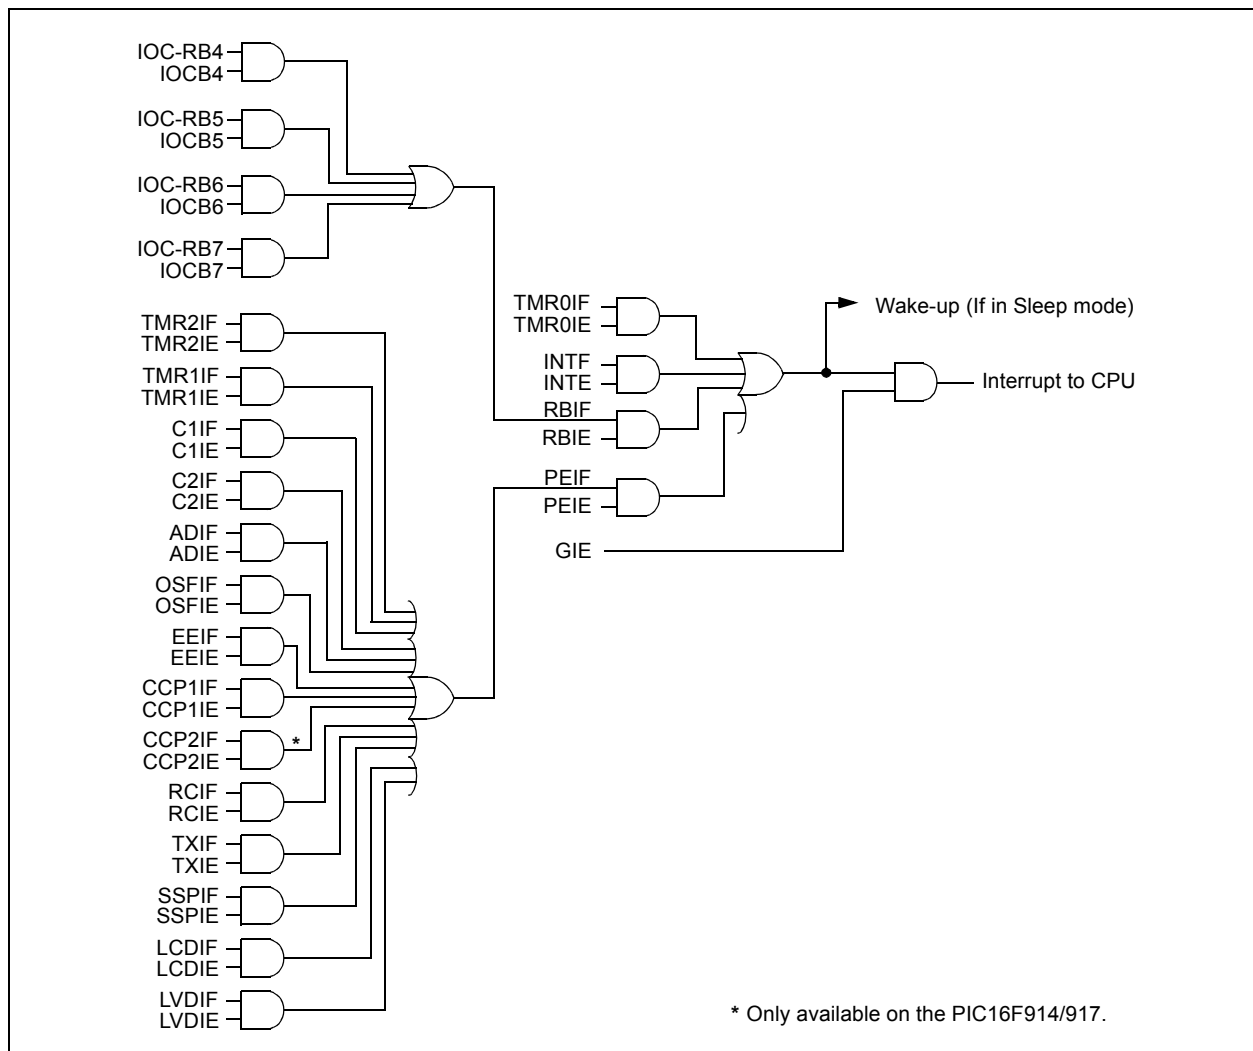 IOC-RB4
IOCB4
IOC-RB5
IOCB5
IOC-RB6
IOCB6
IOC-RB7
IOCB7
TMR2IF
TMR2IE
TMR1IF
TMR1IE
C1IF
C1IE
C2IF
C2IE
ADIF
ADIE
OSFIF
OSFIE
EEIF
EEIE
CCP1IF
CCP1IE
CCP2IF
*
CCP2IE
RCIF
RCIE
TXIF
TXIE
SSPIF
SSPIE
LCDIF
LCDIE
LVDIF
LVDIE
TMR0IF
TMR0IE
INTF
INTE
RBIF
RBIE
PEIF
PEIE
GIE
Wake-up (If in Sleep mode)
Interrupt to CPU
* Only available on the PIC16F914/917.